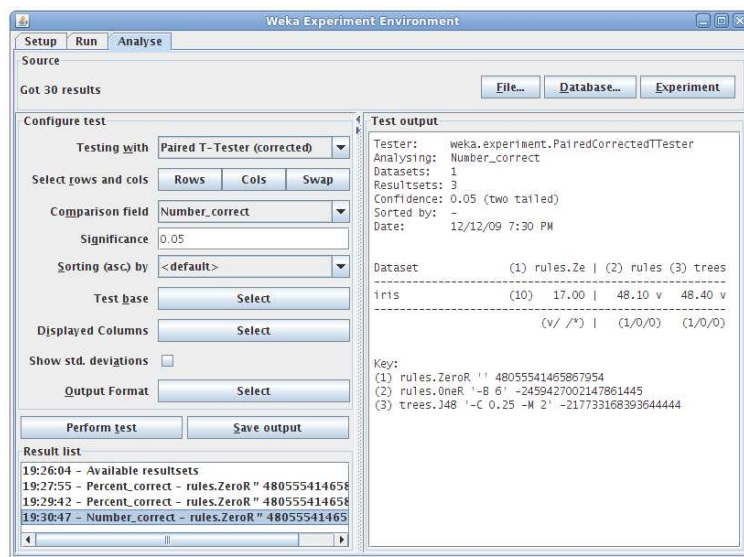 Weka Experiment Environment
Setup Run Analyse
Source
Got 30 results
File... Database... Experiment
Configure test
Testing with Paired T-Tester (corrected)
Select rows and cols Rows Cols Swap
Comparison field Number_correct
Significance 0.05
Sorting (asc.) by <default>
Test base Select
Displayed Columns Select
Show std. deviations
Output Format Select
Perform test Save output
Result list
19:26:04 - Available resultsets
19:27:55 - Percent_correct - rules.ZeroR '' 480555414658
19:29:42 - Percent_correct - rules.ZeroR '' 480555414658
19:30:47 - Number_correct - rules.ZeroR '' 48055541465
Test output
Tester: weka.experiment.PairedCorrectedTTester
Analysing: Number_correct
Datasets: 1
Resultsets: 3
Confidence: 0.05 (two tailed)
Sorted by: -
Date: 12/12/09 7:30 PM
Dataset (1) rules.Ze | (2) rules (3) trees
--------------------------------------------------------------
iris (10) 17.00 | 48.10 v 48.40 v
--------------------------------------------------------------
(v/ /*) | (1/0/0) (1/0/0)
Key:
(1) rules.ZeroR '' 48055541465867954
(2) rules.OneR '-B 6' -2459427002147861445
(3) trees.J48 '-C 0.25 -M 2' -217733168393644444